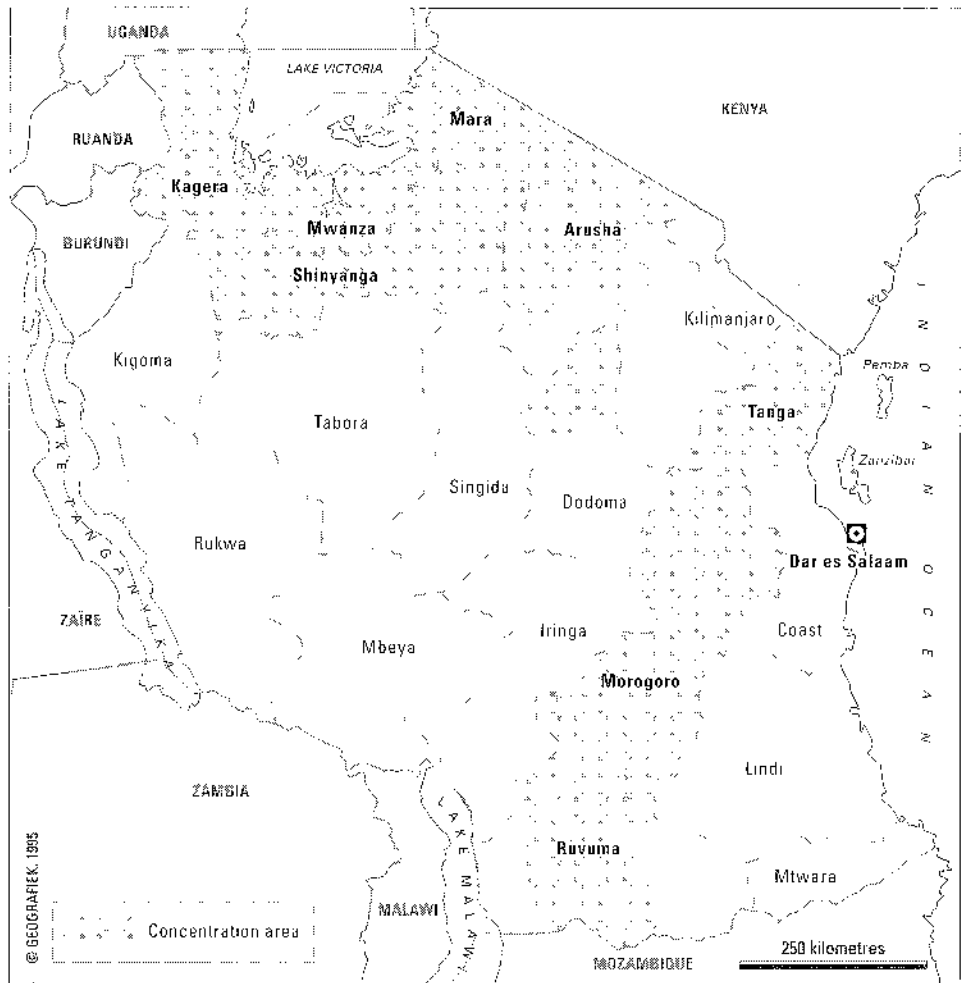 UGANDA
LAKE VICTORIA
KENYA
Mara
RUANDA
Kagera
Mwanza
Arusha
BURUNDI
Shinyanga
Kilimanjaro
Kigoma
Pemba
Tanga
Tabora
Zanzibar
Singida
Dodoma
Rukwa
Dar es Salaam
INDIAN OCEAN
LAKE TANGANYIKA
ZAÏRE
Iringa
Coast
Mbeya
Morogoro
Lindi
ZAMBIA
LAKE MALAWI
Ruvuma
Mtwara
MALAWI
© GEOGRAFIEK, 1995
Concentration area
250 kilometres
MOZAMBIQUE